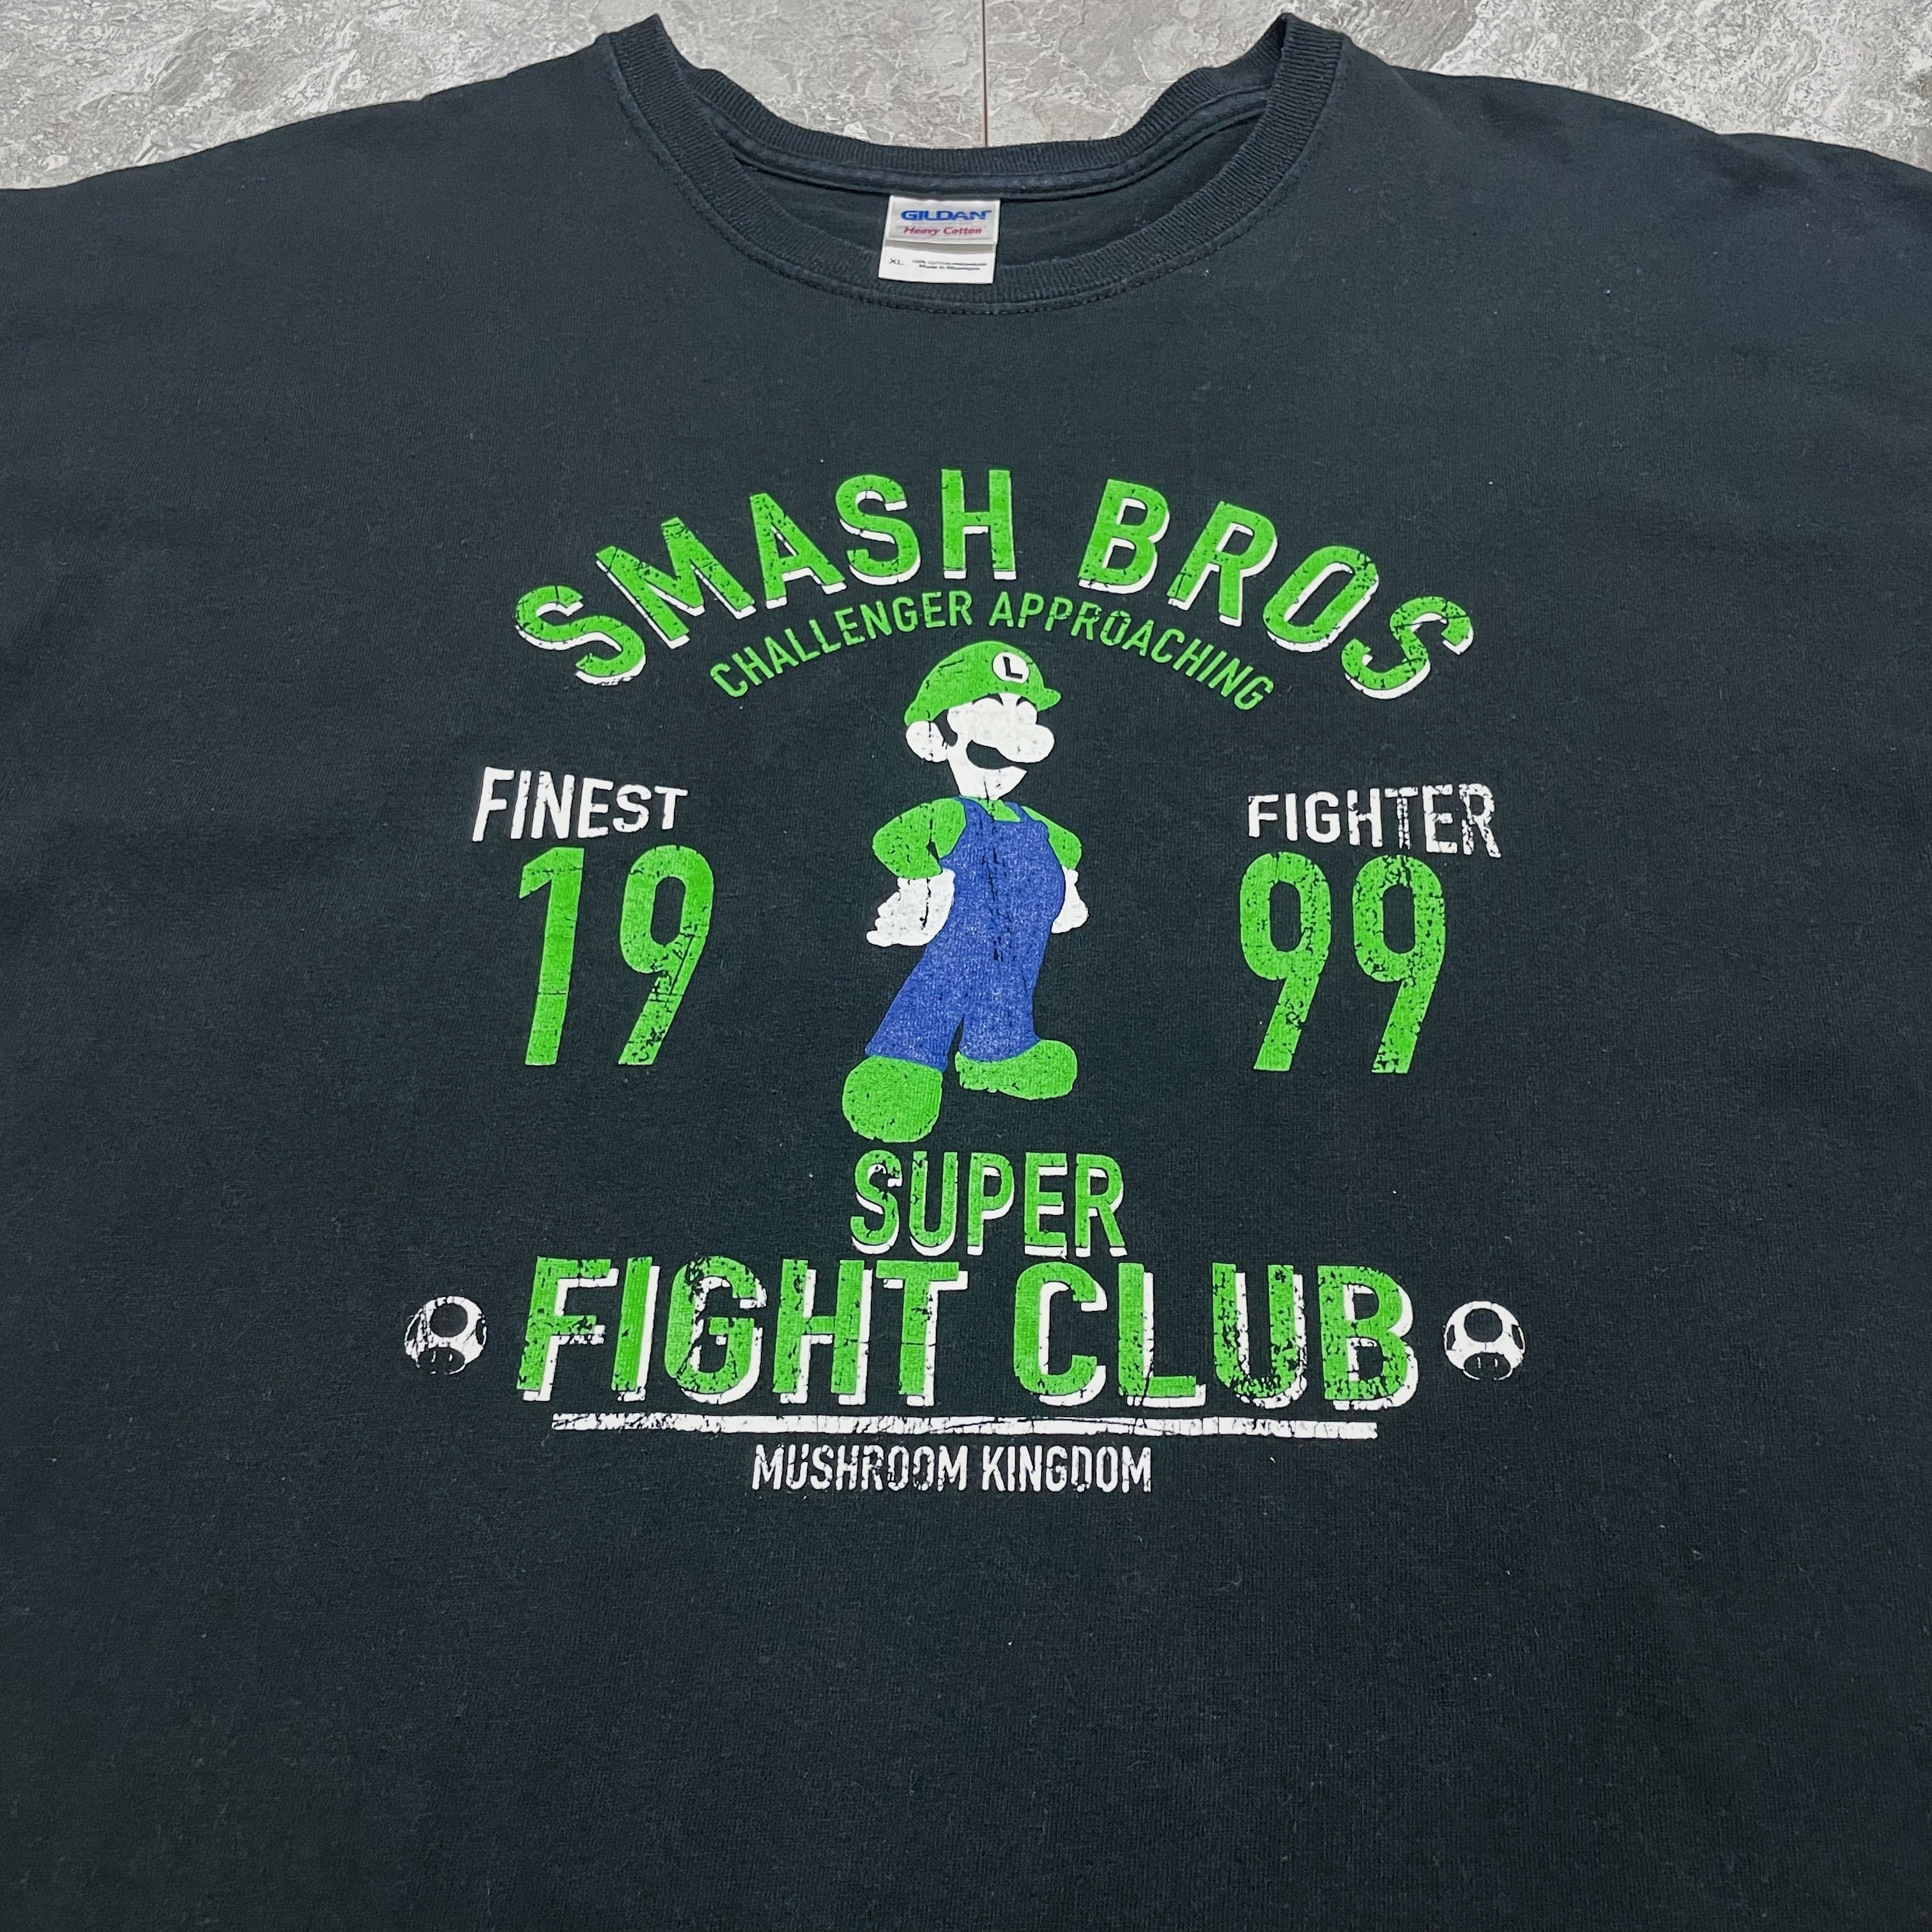 GILDAN
Heavy Cotton
XL
SMASH BROS
CHALLENGER APPROACHING
L
FINEST
FIGHTER
19
99
SUPER
FIGHT CLUB
MUSHROOM KINGDOM